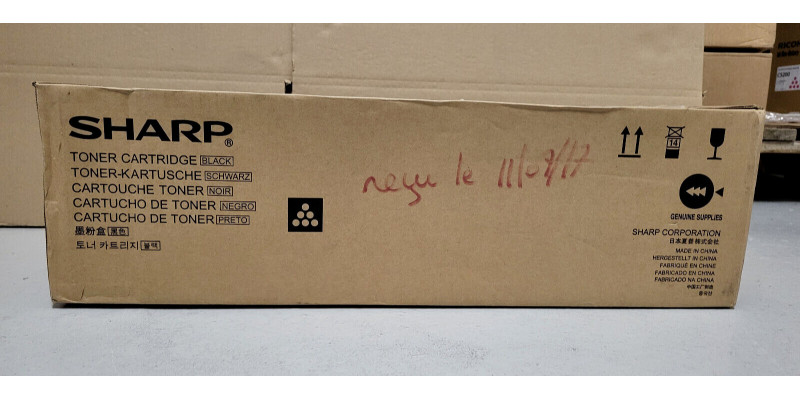 SHARP®
TONER CARTRIDGE BLACK
TONER-KARTUSCHE SCHWARZ
CARTOUCHE TONER NOIR
CARTUCHO DE TONER NEGRO
CARTUCHO DE TONER PRETO
墨粉盒 黑色
토너 카트리지 블랙
reçu le 11/07/17
14
GENUINE SUPPLIES
SHARP CORPORATION
MADE IN CHINA
HERGESTELLT IN CHINA
FABRIQUÉ EN CHINE
FABRICADO EN CHINA
FABRICADO NA CHINA
RICOH